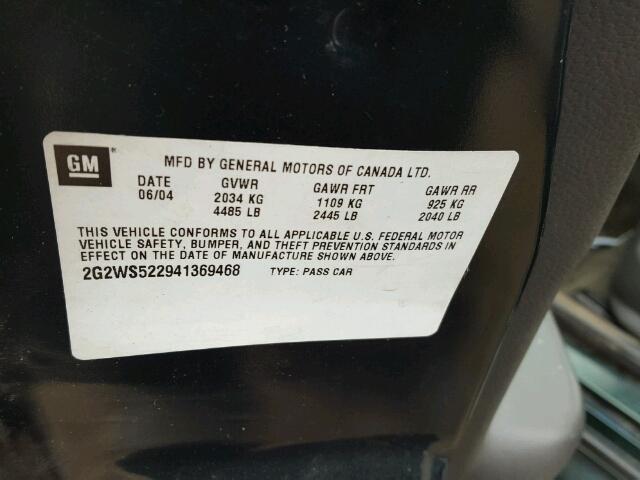 GM ®
MFD BY GENERAL MOTORS OF CANADA LTD.
DATE GVWR GAWR FRT GAWR RR
06/04 2034 KG 1109 KG 925 KG
4485 LB 2445 LB 2040 LB
THIS VEHICLE CONFORMS TO ALL APPLICABLE U.S. FEDERAL MOTOR
VEHICLE SAFETY, BUMPER, AND THEFT PREVENTION STANDARDS IN
EFFECT ON THE DATE OF MANUFACTURE SHOWN ABOVE.
2G2WS522941369468 TYPE: PASS CAR